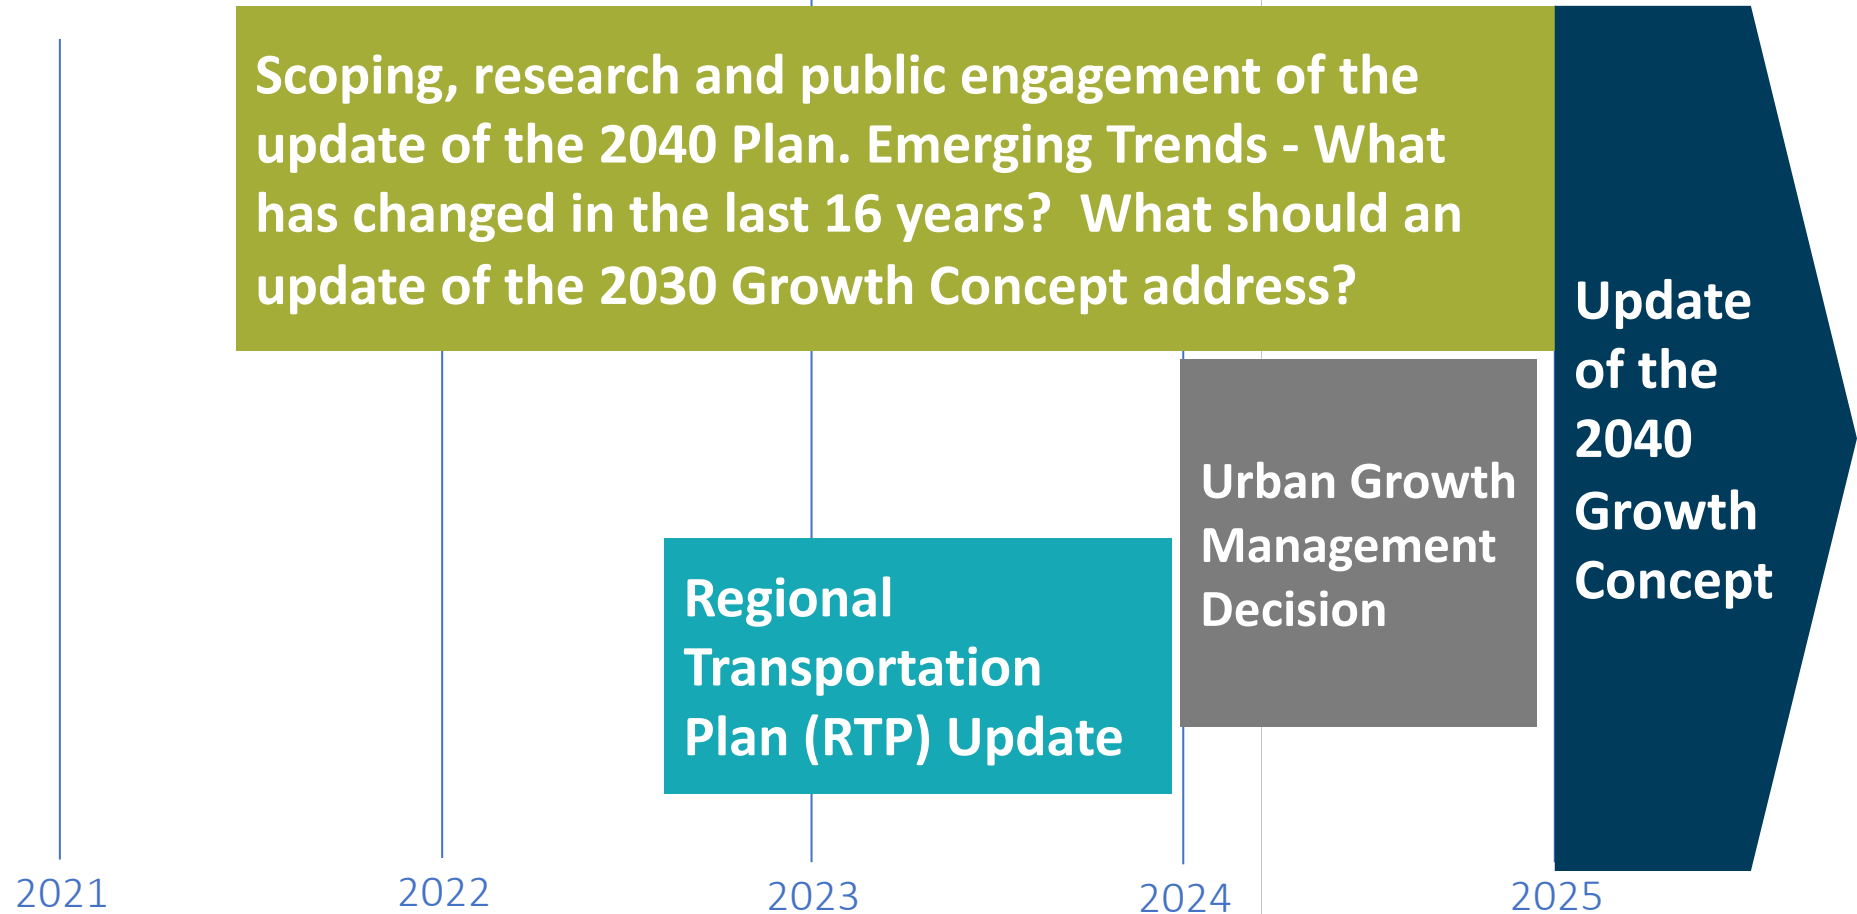 Scoping, research and public engagement of the
update of the 2040 Plan. Emerging Trends - What
has changed in the last 16 years?  What should an
update of the 2030 Growth Concept address?
Update
of the
2040
Growth
Concept
Urban Growth
Management
Decision
Regional
Transportation
Plan (RTP) Update
2021
2022
2023
2024
2025